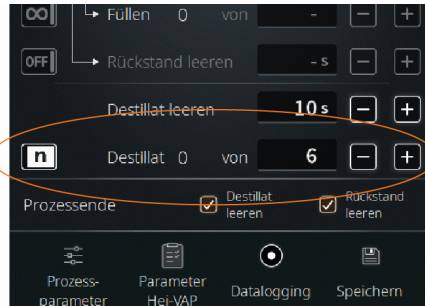 ∞ Füllen 0 von -  − +
OFF Rückstand leeren - s − +
Destillat leeren 10 s − +
n Destillat 0 von 6 − +
Prozessende Destillat leeren Rückstand leeren
Prozess-parameter Parameter Hei-VAP Datalogging Speichern